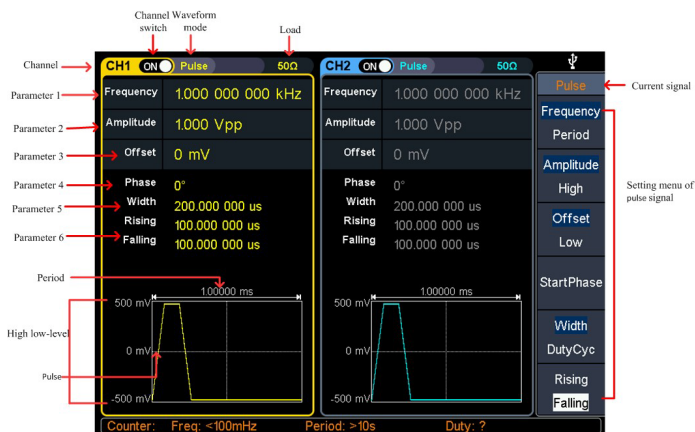 Channel switch
Waveform mode
Load
Channel
CH1 ON Pulse 50Ω
CH2 ON Pulse 50Ω
Parameter 1
Frequency 1.000 000 000 kHz
Frequency 1.000 000 000 kHz
Parameter 2
Amplitude 1.000 Vpp
Amplitude 1.000 Vpp
Parameter 3
Offset 0 mV
Offset 0 mV
Parameter 4
Phase 0°
Phase 0°
Parameter 5
Width 200.000 000 us
Width 200.000 000 us
Rising 100.000 000 us
Rising 100.000 000 us
Parameter 6
Falling 100.000 000 us
Falling 100.000 000 us
Period
1.00000 ms
1.00000 ms
500 mV
500 mV
High low-level
0 mV
0 mV
Pulse
-500 mV
-500 mV
Counter: Freq: <100mHz Period: >10s Duty: ?
Pulse
Current signal
Frequency
Period
Amplitude
High
Setting menu of
pulse signal
Offset
Low
StartPhase
Width
DutyCyc
Rising
Falling